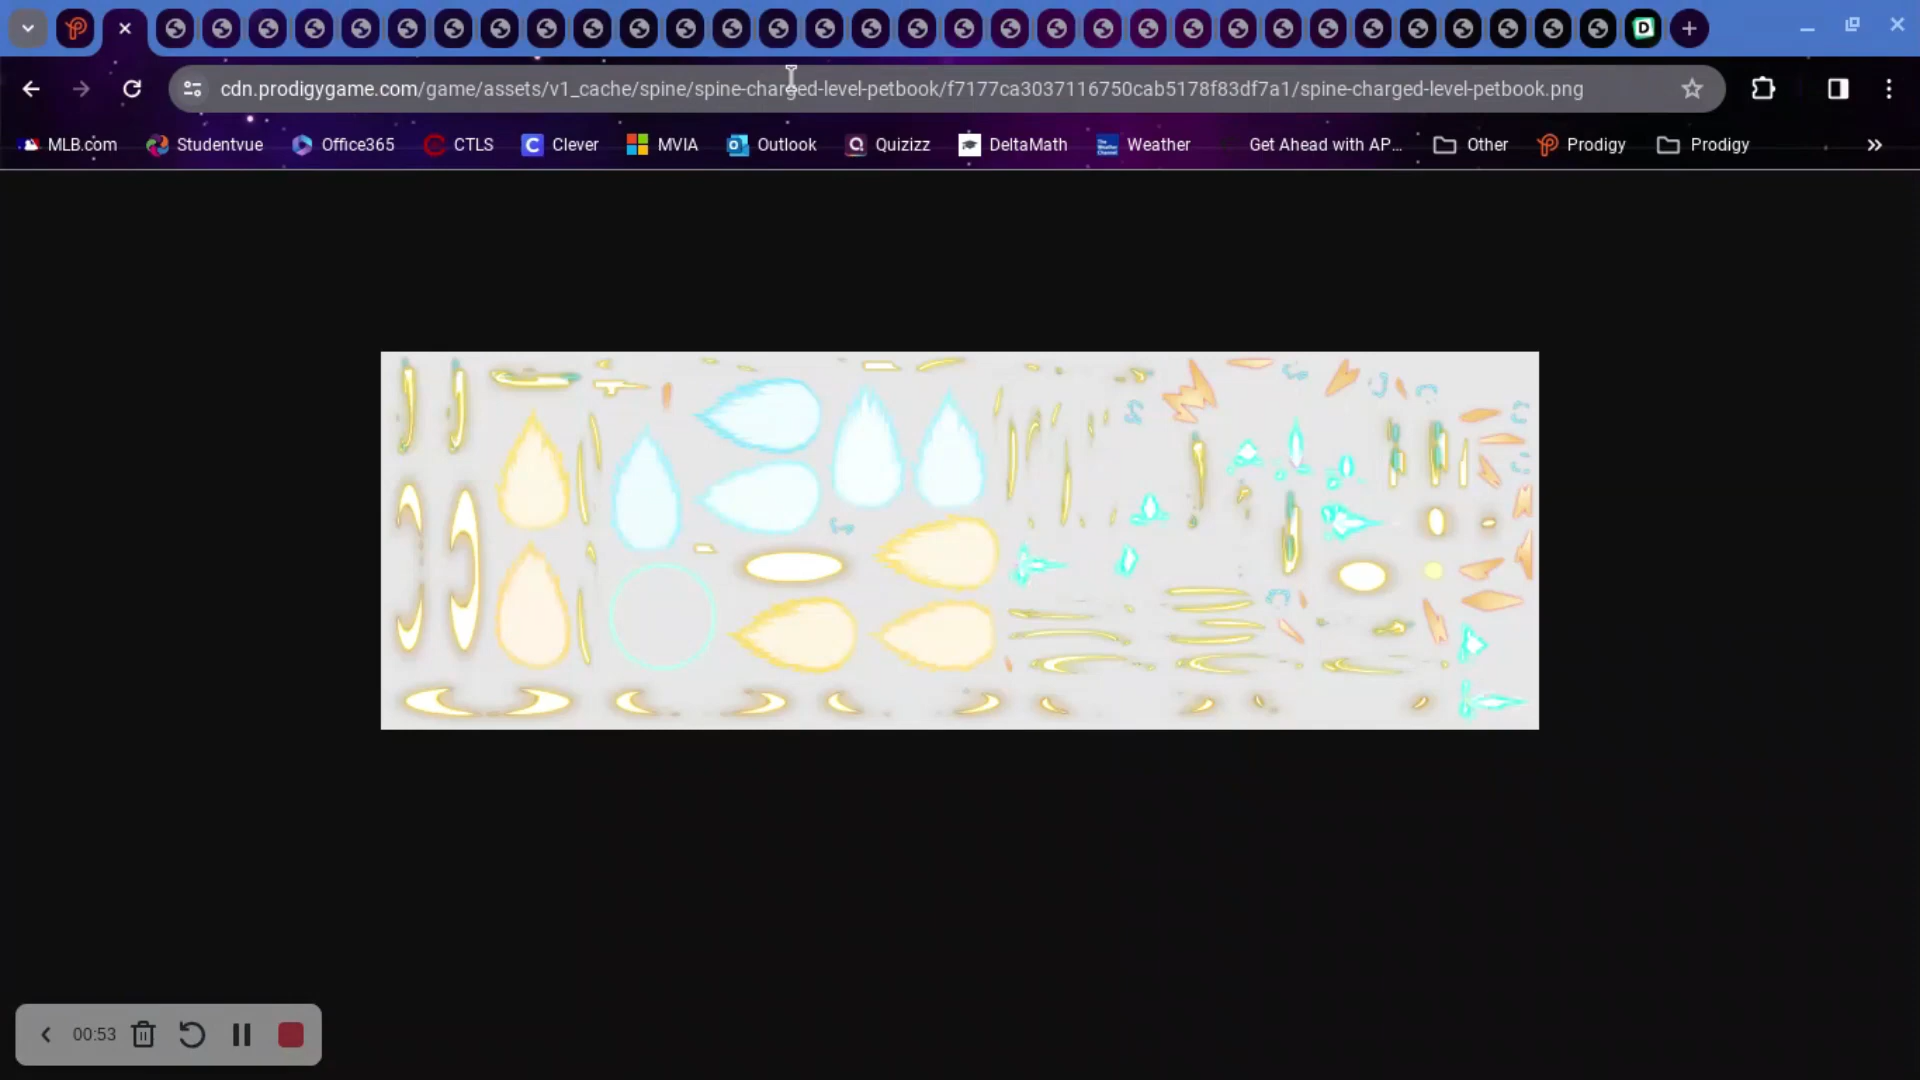 cdn.prodigygame.com/game/assets/v1_cache/spine/spine-charged-level-petbook/f7177ca3037116750cab5178f83df7a1/spine-charged-level-petbook.png
MLB.com Studentvue Office365 CTLS Clever MVIA Outlook Quizizz DeltaMath Weather Get Ahead with AP... Other Prodigy Prodigy
00:53